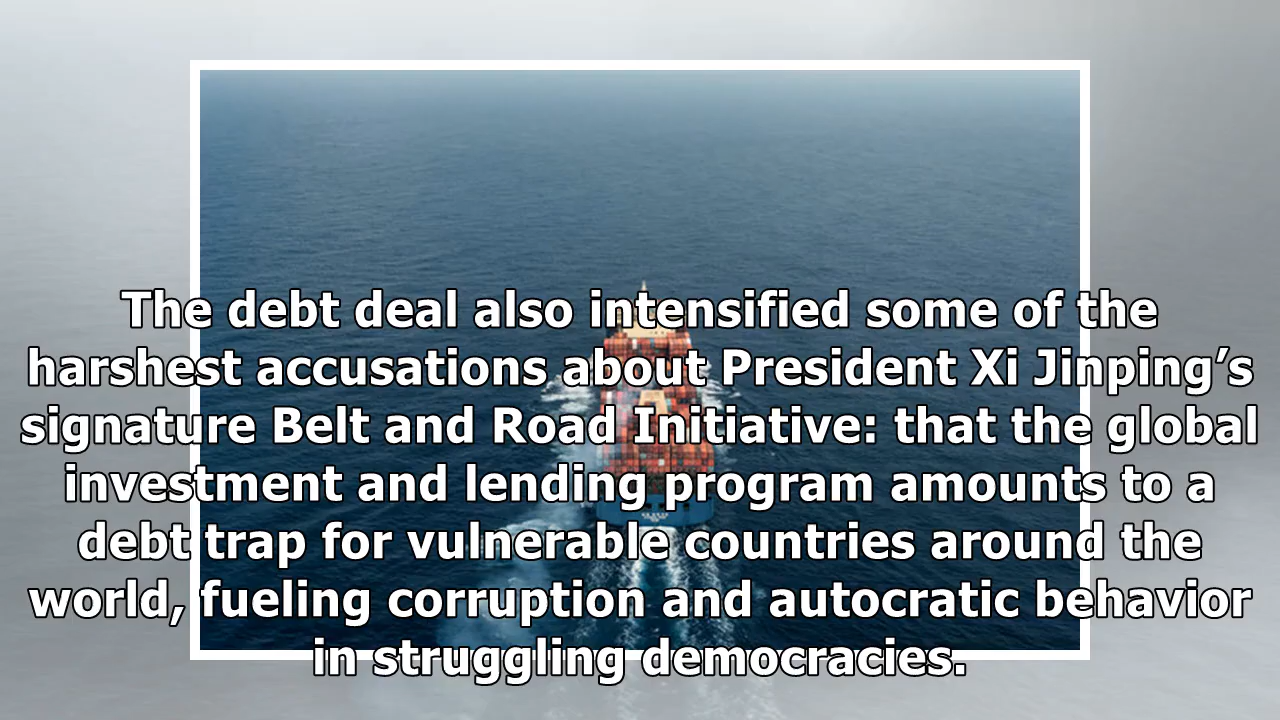 The debt deal also intensified some of the
harshest accusations about President Xi Jinping’s
signature Belt and Road Initiative: that the global
investment and lending program amounts to a
debt trap for vulnerable countries around the
world, fueling corruption and autocratic behavior
in struggling democracies.